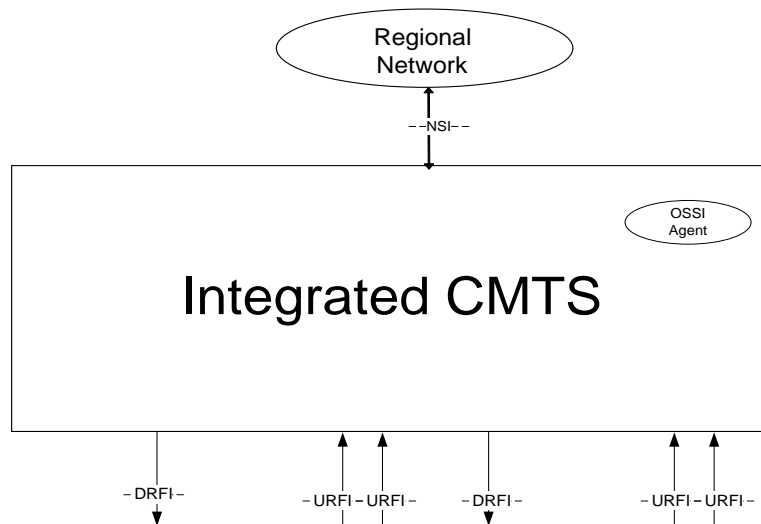 Regional
Network
NSI
OSSI
Agent
Integrated CMTS
DRFI URFI URFI DRFI URFI URFI